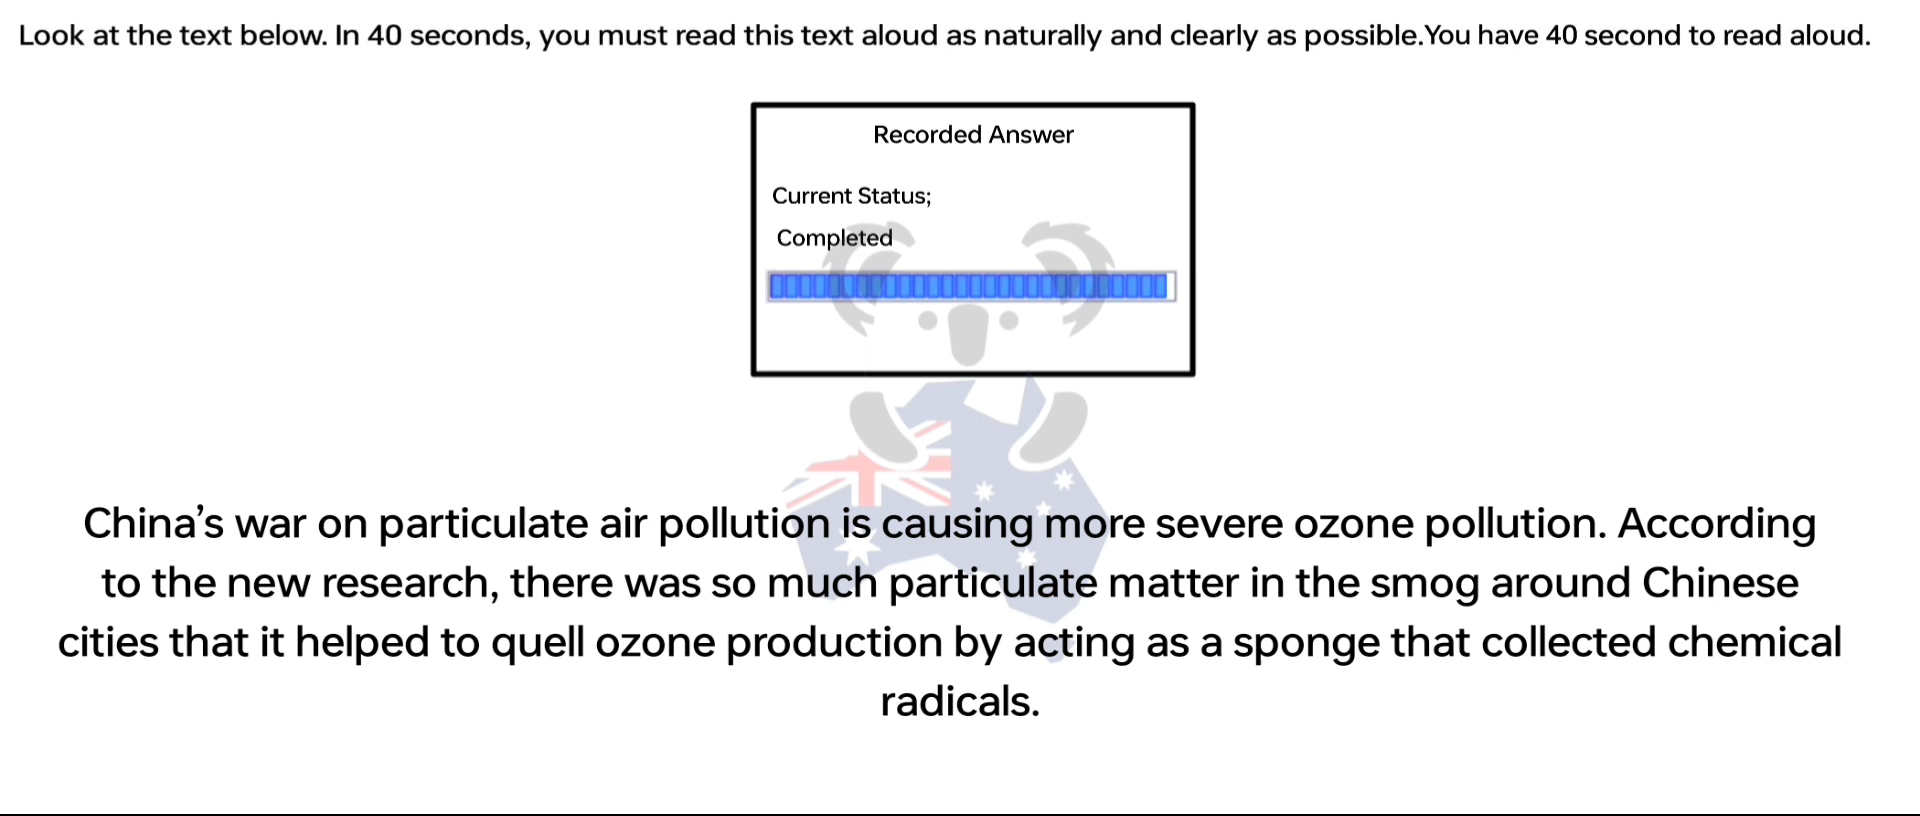 Look at the text below. In 40 seconds, you must read this text aloud as naturally and clearly as possible.You have 40 second to read aloud.
Recorded Answer
Current Status;
Completed
China’s war on particulate air pollution is causing more severe ozone pollution. According
to the new research, there was so much particulate matter in the smog around Chinese
cities that it helped to quell ozone production by acting as a sponge that collected chemical
radicals.